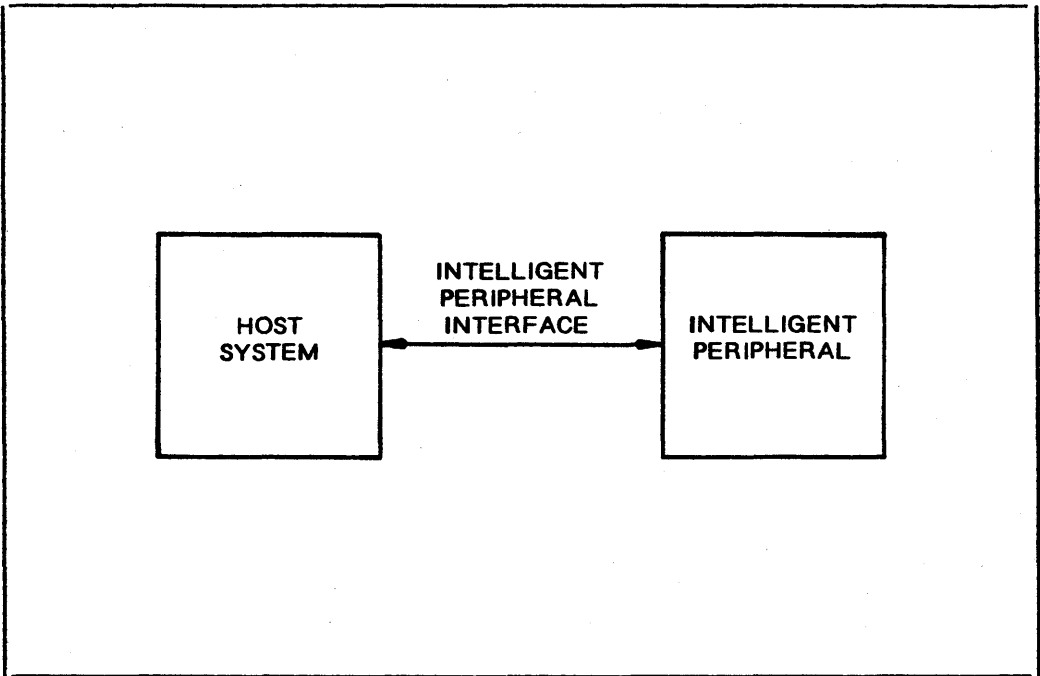 HOST
SYSTEM
INTELLIGENT
PERIPHERAL
INTERFACE
INTELLIGENT
PERIPHERAL